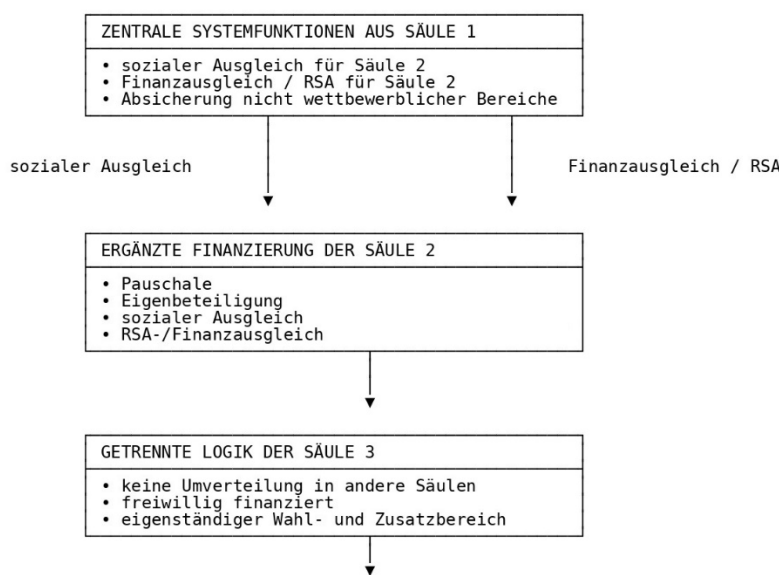 ZENTRALE SYSTEMFUNKTIONEN AUS SÄULE 1
• sozialer Ausgleich für Säule 2
• Finanzausgleich / RSA für Säule 2
• Absicherung nicht wettbewerblicher Bereiche
sozialer Ausgleich
Finanzausgleich / RSA
ERGÄNZTE FINANZIERUNG DER SÄULE 2
• Pauschale
• Eigenbeteiligung
• sozialer Ausgleich
• RSA-/Finanzausgleich
GETRENNTE LOGIK DER SÄULE 3
• keine Umverteilung in andere Säulen
• freiwillig finanziert
• eigenständiger Wahl- und Zusatzbereich